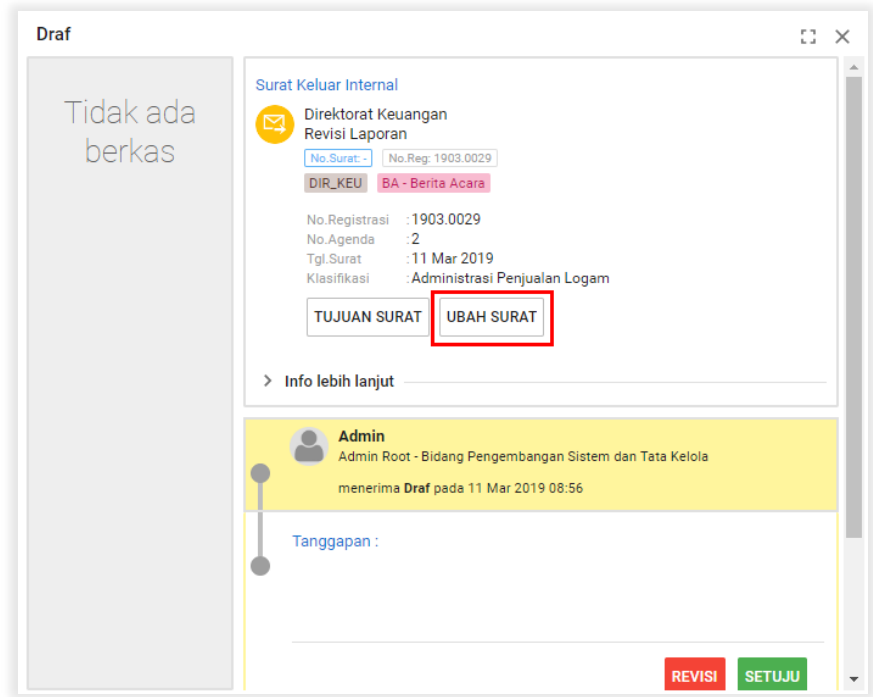 Draf
Tidak ada
berkas
Surat Keluar Internal
Direktorat Keuangan
Revisi Laporan
No.Surat: - No.Reg: 1903.0029
DIR_KEU BA - Berita Acara
No.Registrasi : 1903.0029
No.Agenda : 2
Tgl.Surat : 11 Mar 2019
Klasifikasi : Administrasi Penjualan Logam
TUJUAN SURAT UBAH SURAT
Info lebih lanjut
Admin
Admin Root - Bidang Pengembangan Sistem dan Tata Kelola
menerima Draf pada 11 Mar 2019 08:56
Tanggapan :
REVISI SETUJU